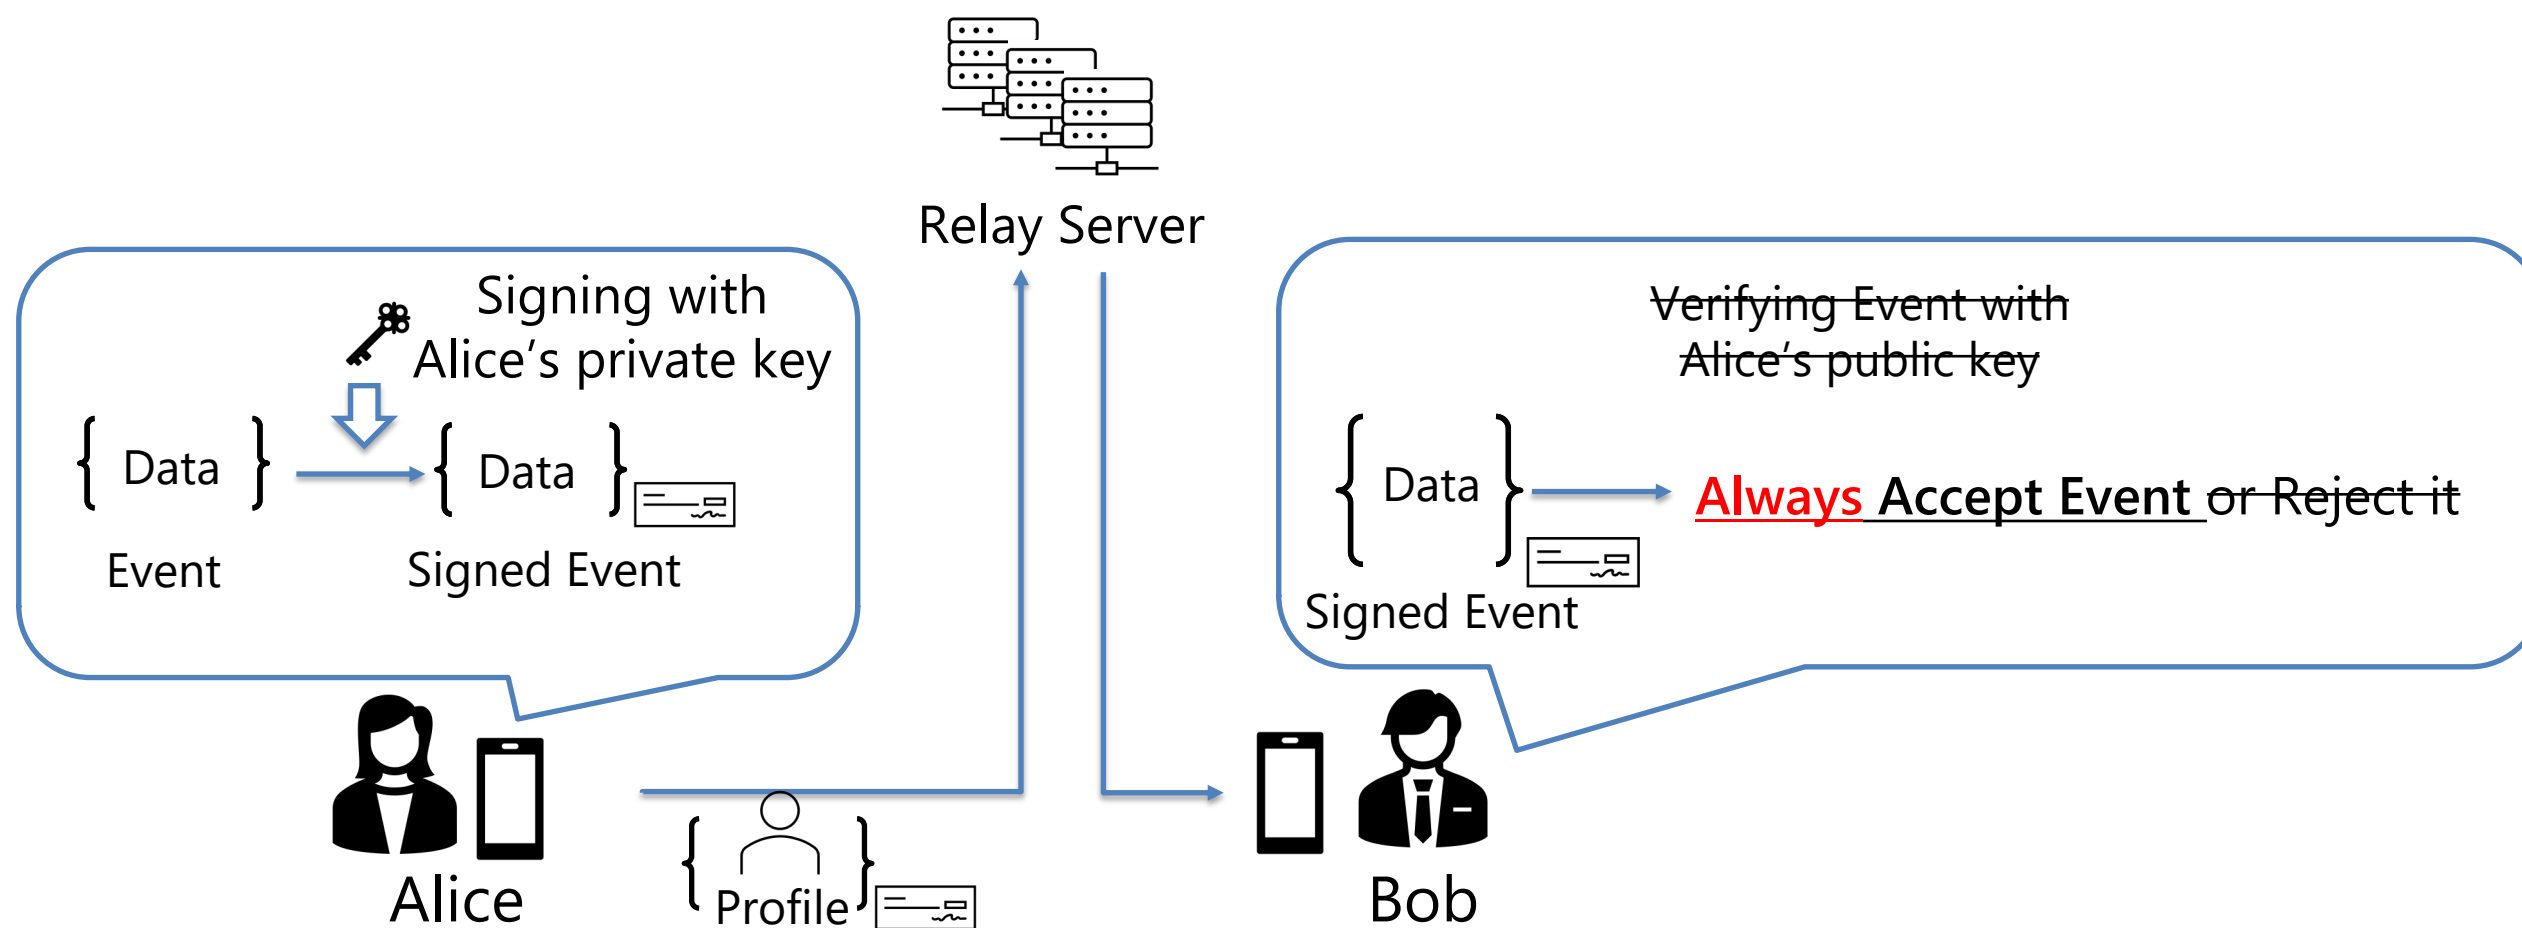 Relay Server
Signing with
Alice’s private key
Data
Data
Event
Signed Event
Verifying Event with
Alice’s public key
Data
Always Accept Event or Reject it
Signed Event
Alice
Profile
Bob